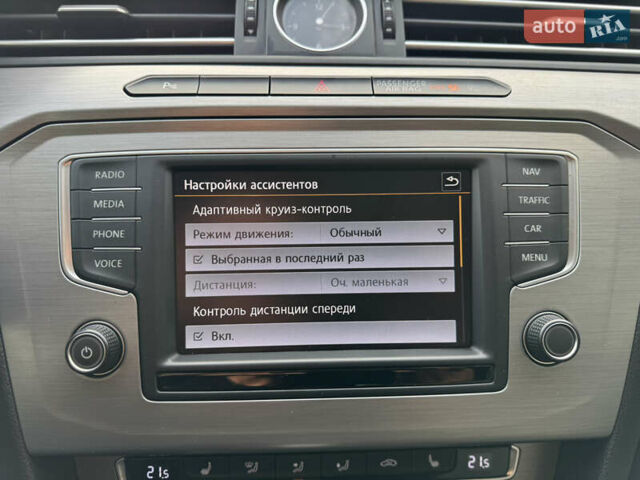 auto RIA
.com
PASSENGER
AIR BAG
RADIO
MEDIA
PHONE
VOICE
Настройки ассистентов
Адаптивный круиз-контроль
Режим движения: Обычный
Выбранная в последний раз
Дистанция: Оч. маленькая
Контроль дистанции спереди
Вкл.
NAV
TRAFFIC
CAR
MENU
21.5
21.5